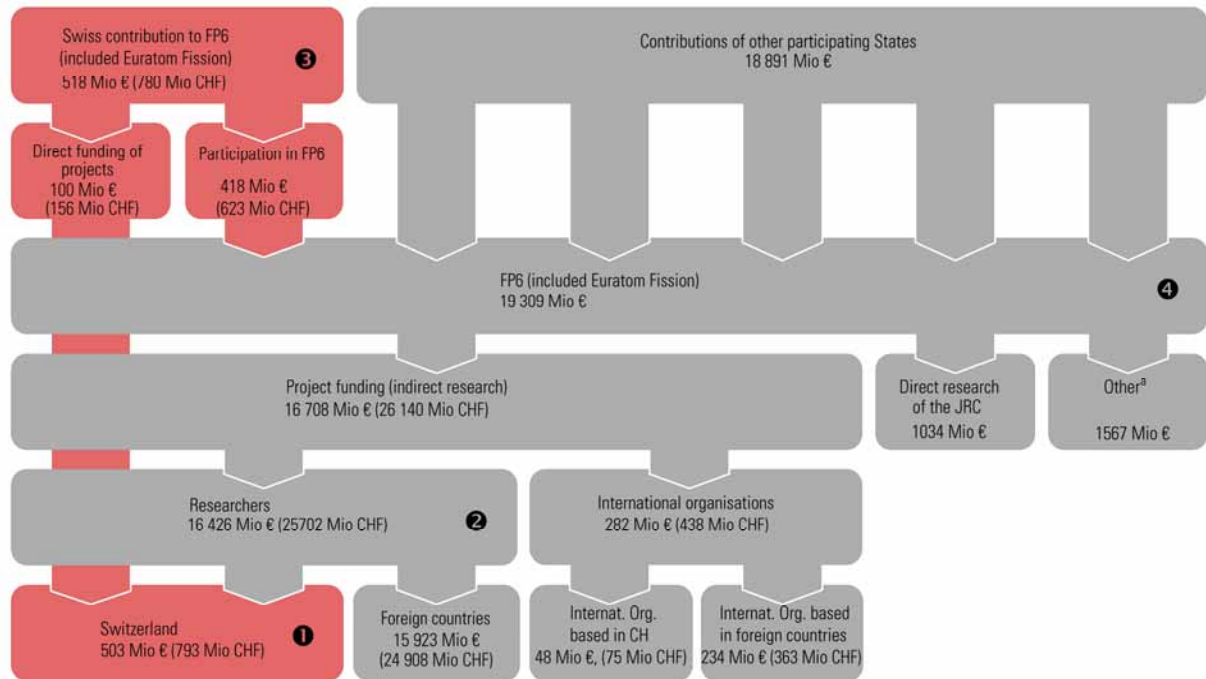 Swiss contribution to FP6
(included Euratom Fission)
518 Mio € (780 Mio CHF)
❸
Contributions of other participating States
18 891 Mio €
Direct funding of
projects
100 Mio €
(156 Mio CHF)
Participation in FP6
418 Mio €
(623 Mio CHF)
FP6 (included Euratom Fission)
19 309 Mio €
❹
Project funding (indirect research)
16 708 Mio € (26 140 Mio CHF)
Direct research
of the JRC
1034 Mio €
Otherª
1567 Mio €
Researchers
16 426 Mio € (25702 Mio CHF)
❷
International organisations
282 Mio € (438 Mio CHF)
Switzerland
503 Mio € (793 Mio CHF)
❶
Foreign countries
15 923 Mio €
(24 908 Mio CHF)
Internat. Org.
based in CH
48 Mio €, (75 Mio CHF)
Internat. Org. based
in foreign countries
234 Mio € (363 Mio CHF)